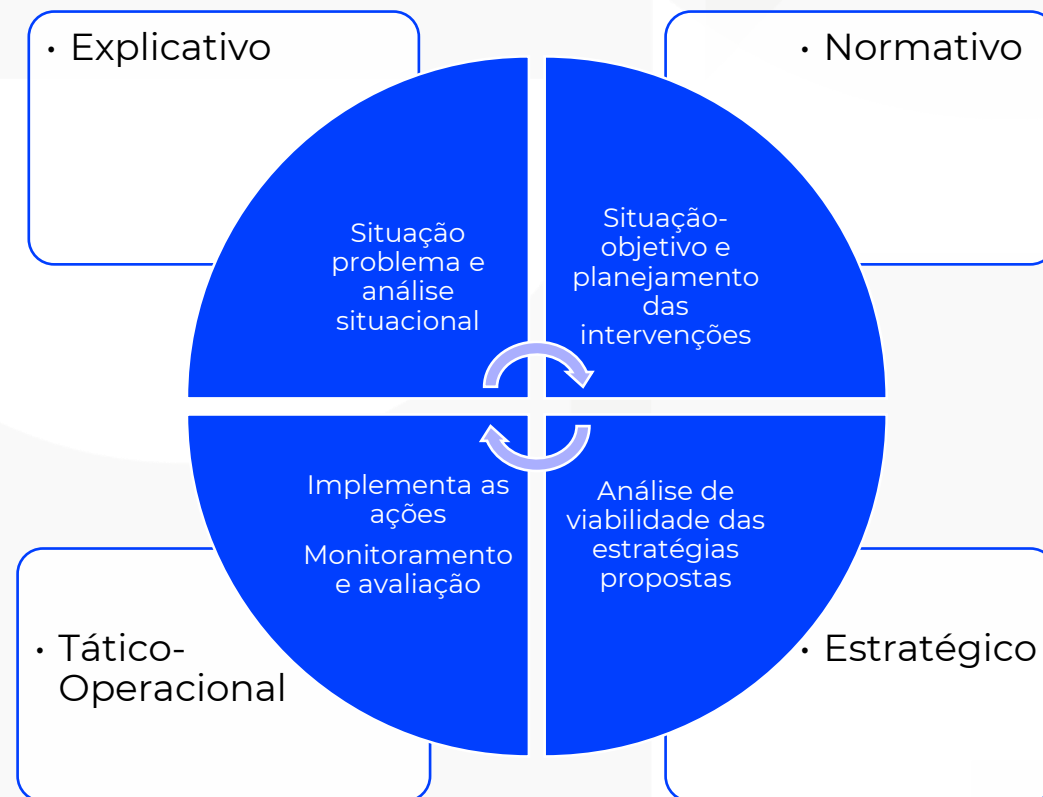 • Explicativo
• Normativo
Situação
problema e
análise
situacional
Situação-
objetivo e
planejamento
das
intervenções
Implementa as
ações
Monitoramento
e avaliação
Análise de
viabilidade das
estratégias
propostas
• Tático-
Operacional
• Estratégico